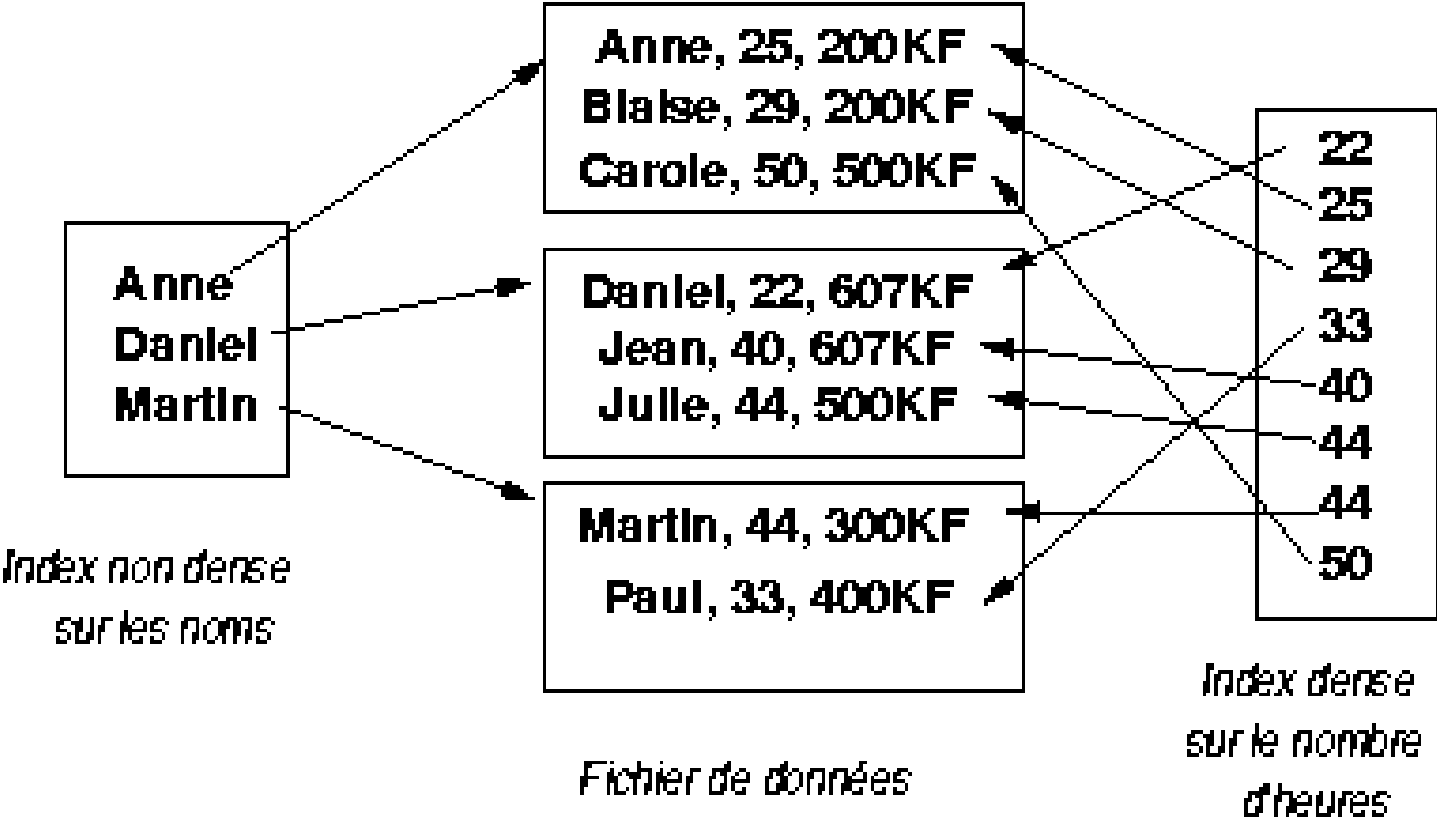 Anne
Daniel
Martin
Index non dense
sur les noms
Anne, 25, 200KF
Blaise, 29, 200KF
Carole, 50, 500KF
Daniel, 22, 607KF
Jean, 40, 607KF
Julie, 44, 500KF
Martin, 44, 300KF
Paul, 33, 400KF
Fichier de données
22
25
29
33
40
44
44
50
Index dense
sur le nombre
d'heures